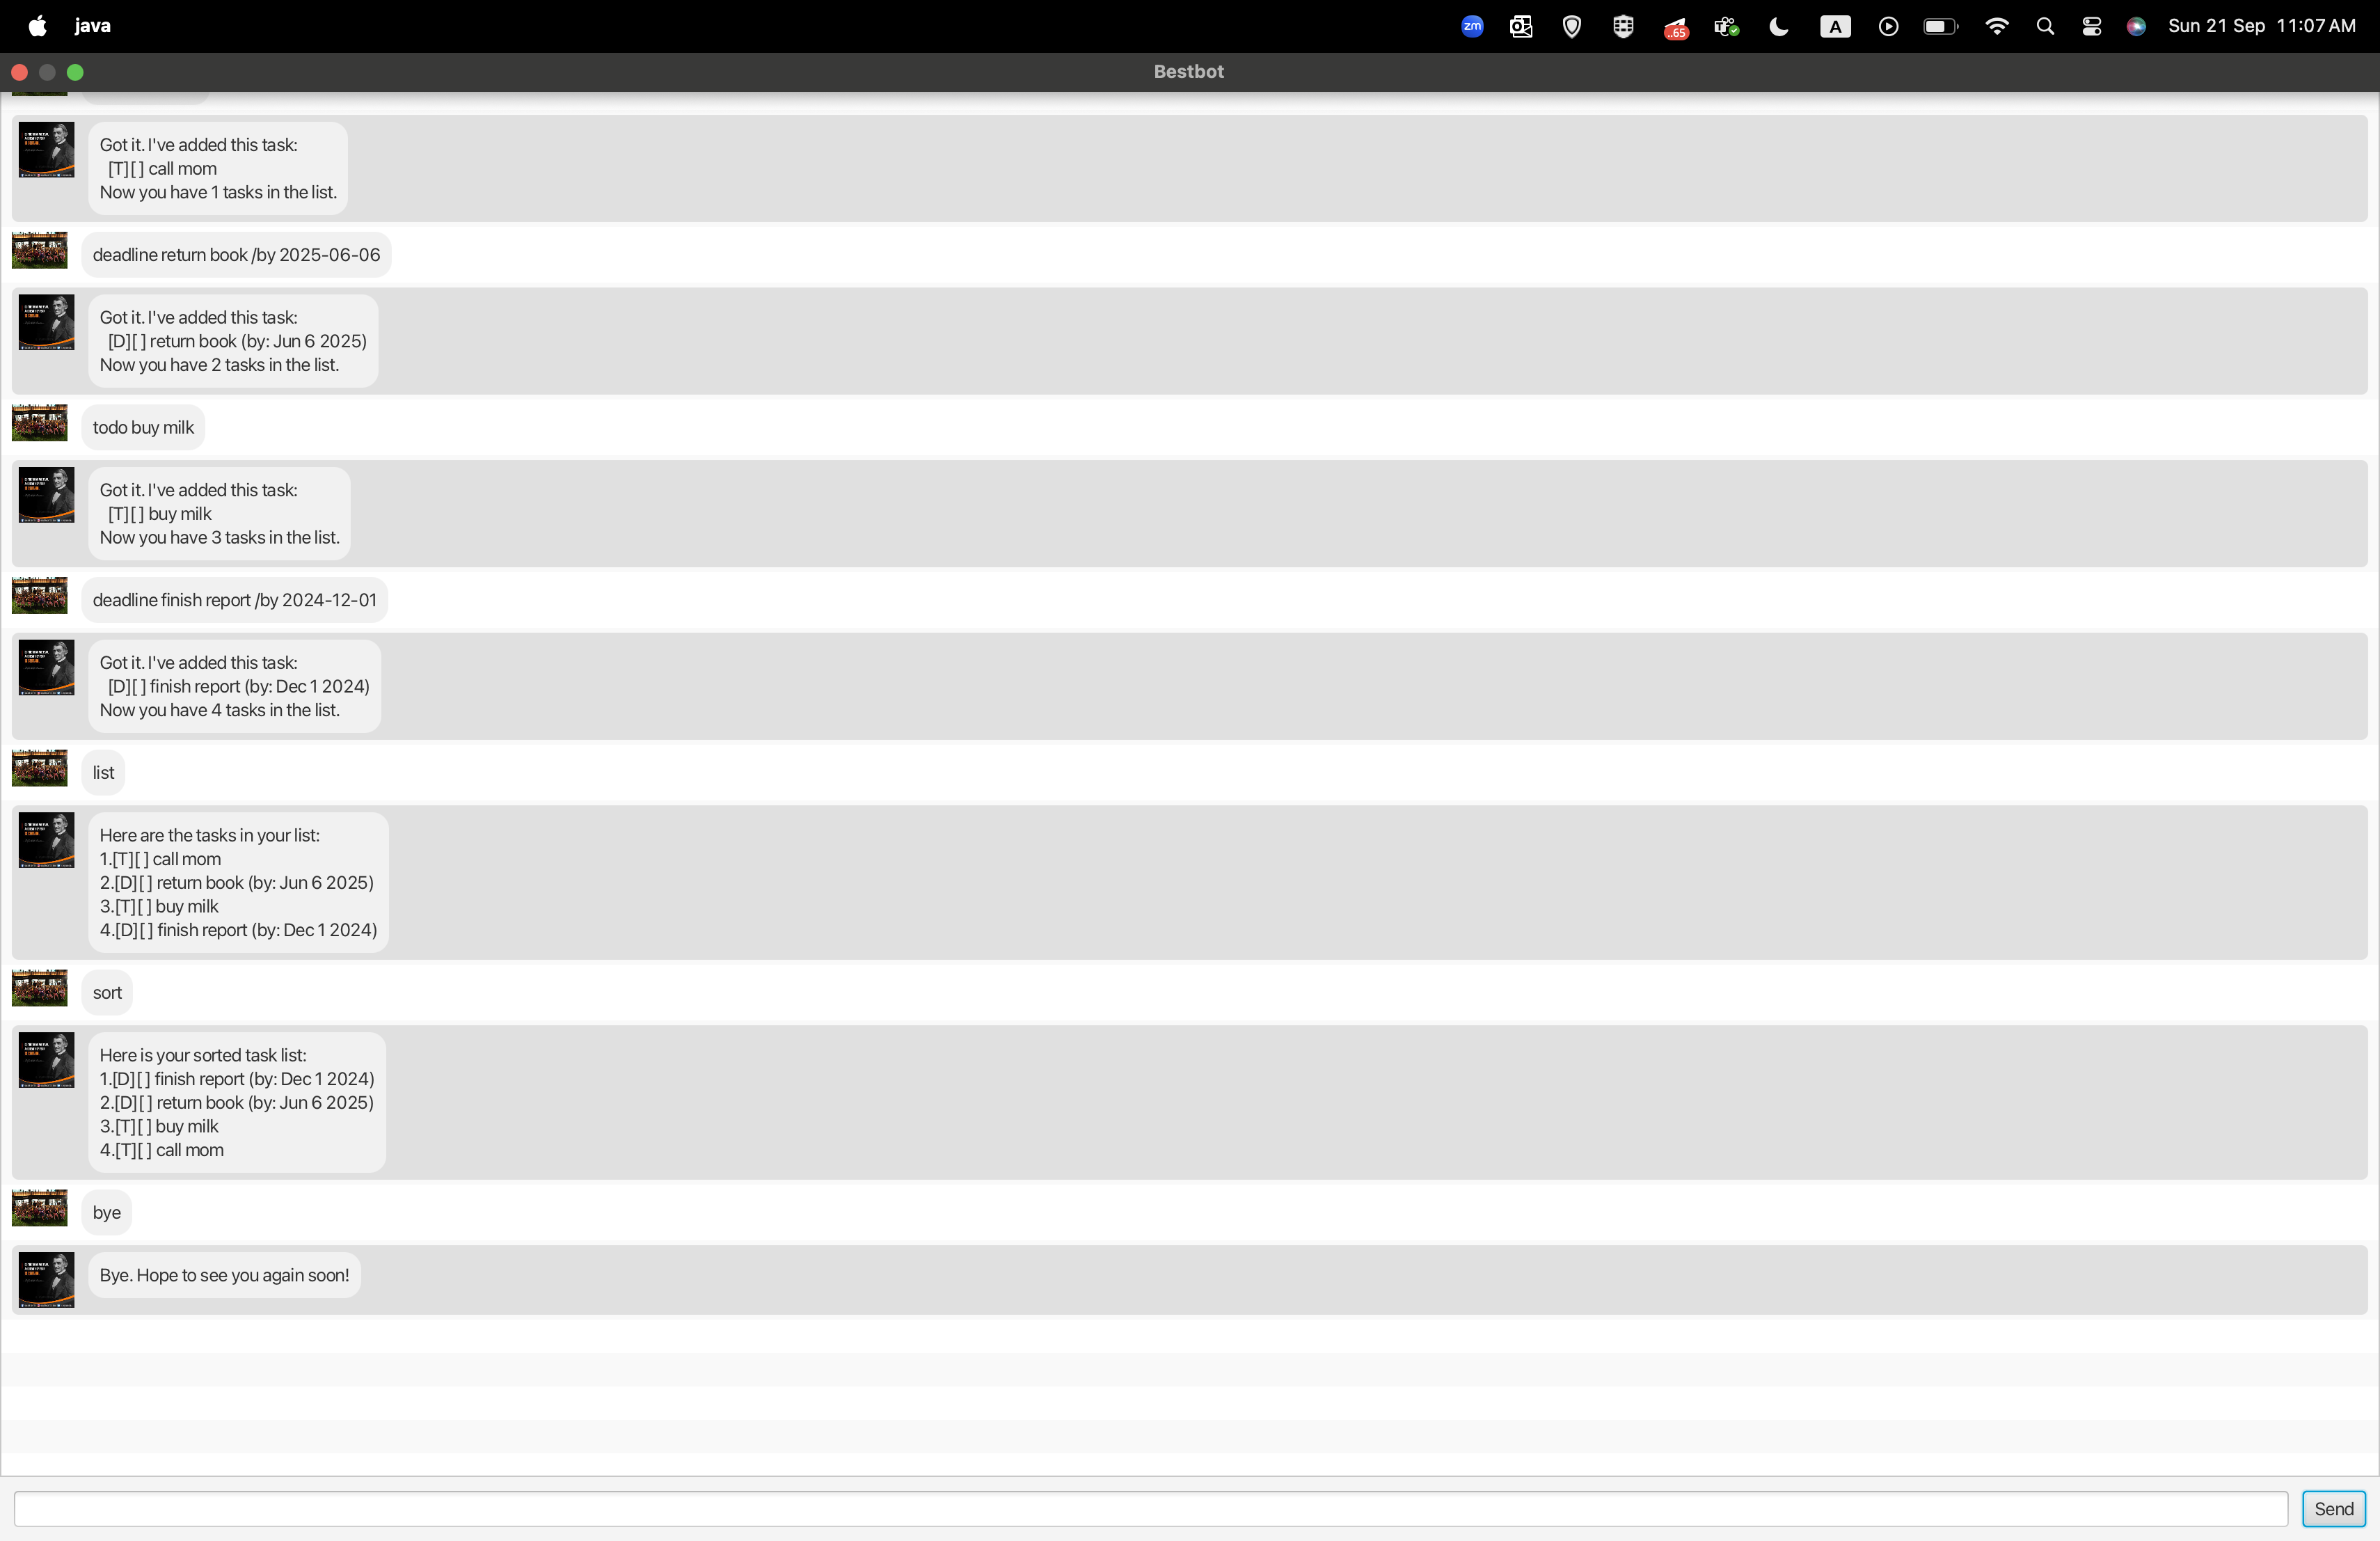 java
zm
..65
A
Sun 21 Sep 11:07 AM
Bestbot
Got it. I've added this task:
[T][ ] call mom
Now you have 1 tasks in the list.
deadline return book /by 2025-06-06
Got it. I've added this task:
[D][ ] return book (by: Jun 6 2025)
Now you have 2 tasks in the list.
todo buy milk
Got it. I've added this task:
[T][ ] buy milk
Now you have 3 tasks in the list.
deadline finish report /by 2024-12-01
Got it. I've added this task:
[D][ ] finish report (by: Dec 1 2024)
Now you have 4 tasks in the list.
list
Here are the tasks in your list:
1.[T][ ] call mom
2.[D][ ] return book (by: Jun 6 2025)
3.[T][ ] buy milk
4.[D][ ] finish report (by: Dec 1 2024)
sort
Here is your sorted task list:
1.[D][ ] finish report (by: Dec 1 2024)
2.[D][ ] return book (by: Jun 6 2025)
3.[T][ ] buy milk
4.[T][ ] call mom
bye
Bye. Hope to see you again soon!
Send